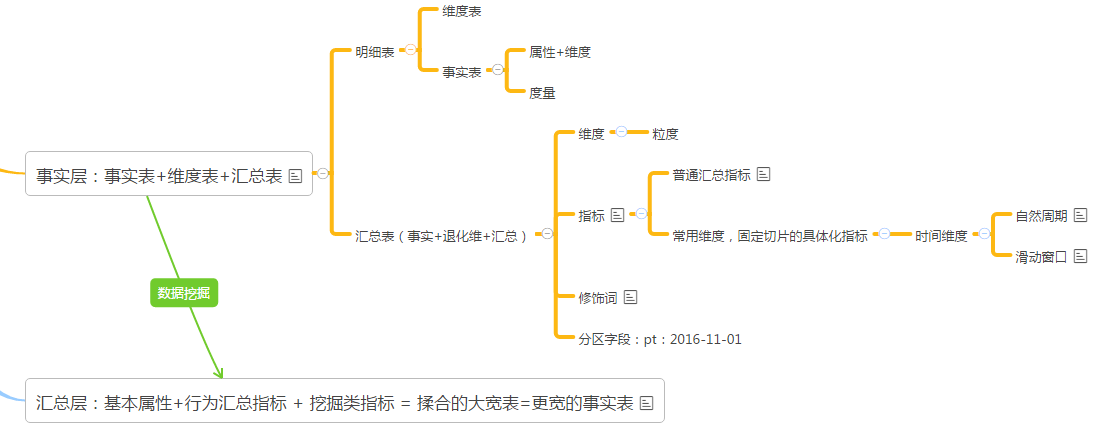 维度表
明细表
事实表
属性+维度
度量
事实层：事实表+维度表+汇总表
汇总表（事实+退化维+汇总）
维度
粒度
指标
普通汇总指标
常用维度，固定切片的具体化指标
时间维度
自然周期
滑动窗口
修饰词
分区字段：pt：2016-11-01
数据挖掘
汇总层：基本属性+行为汇总指标 + 挖掘类指标 = 揉合的大宽表=更宽的事实表